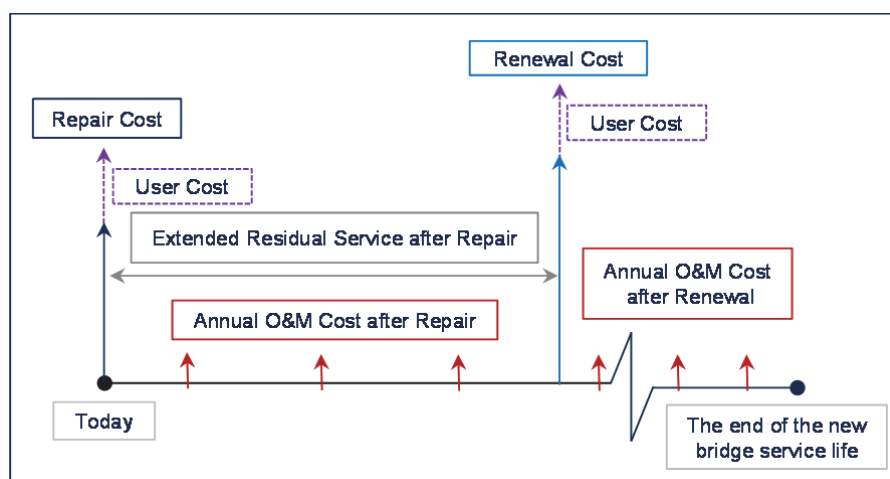 Renewal Cost
Repair Cost
User Cost
User Cost
Extended Residual Service after Repair
Annual O&M Cost
after Renewal
Annual O&M Cost after Repair
Today
The end of the new
bridge service life